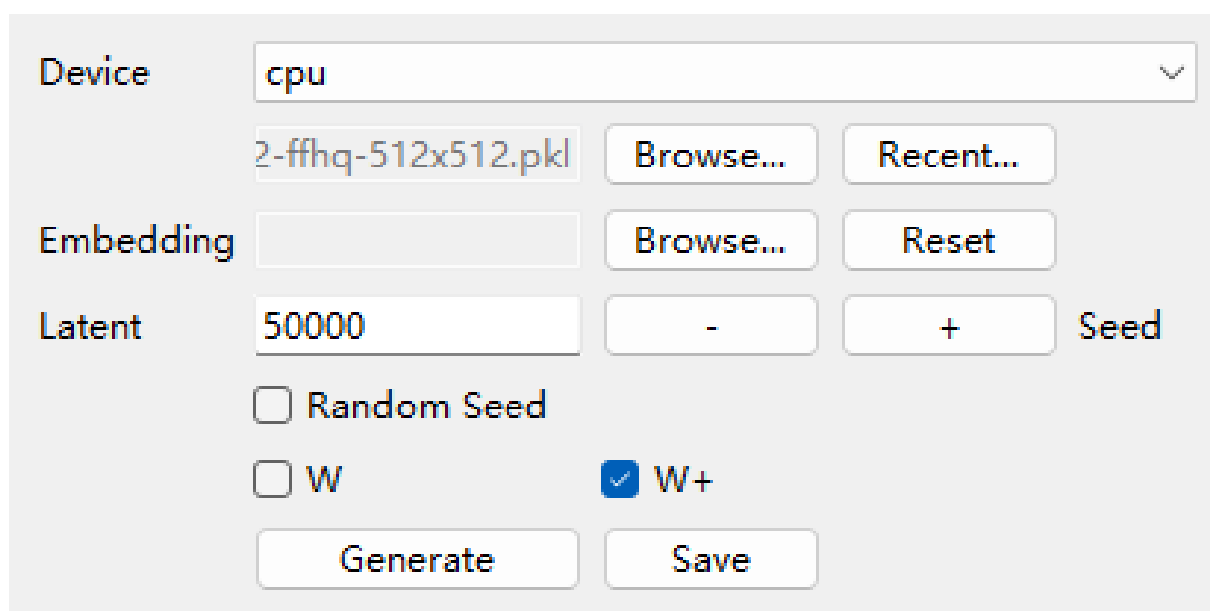 Device cpu
2-ffhq-512x512.pkl Browse... Recent...
Embedding Browse... Reset
Latent 50000 - + Seed
Random Seed
W W+
Generate Save